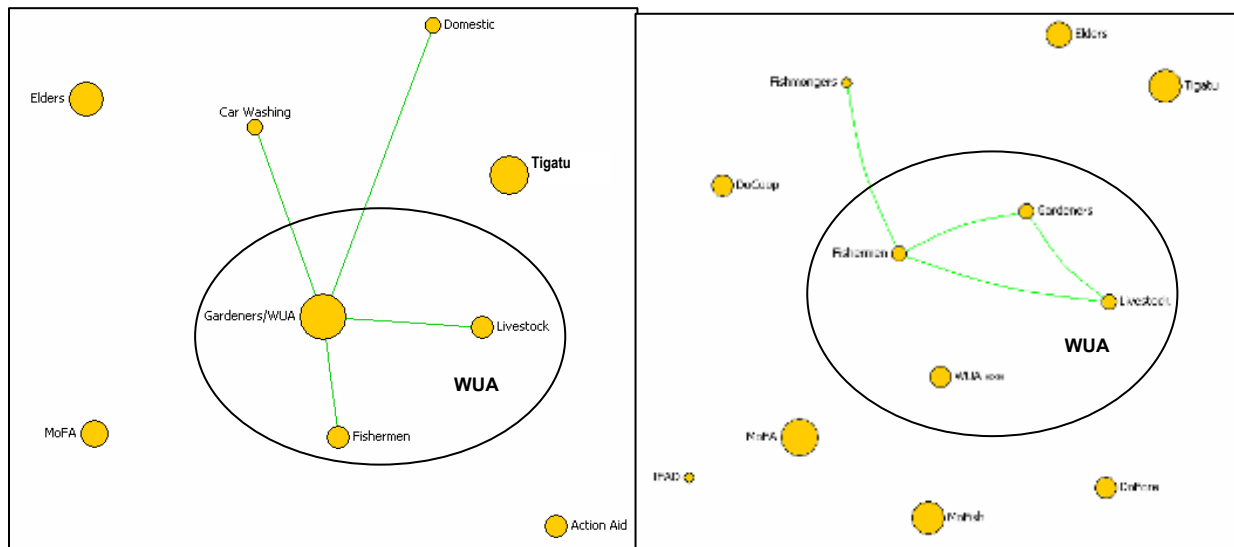 Domestic
Elders
Car Washing
Tigatu
Gardeners/WUA
Livestock
WUA
MoFA
Fishermen
Action Aid
Elders
Fishmongers
Tigatu
DoCoop
Gardeners
Fishermen
Livestock
WUA
WUA
MoFA
IFAD
MoFish